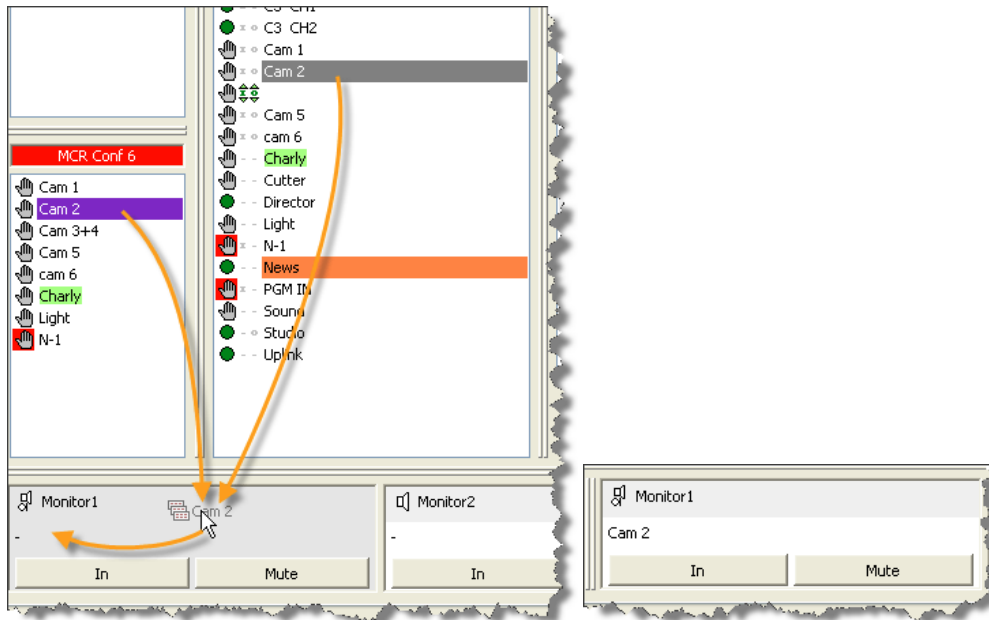 C3 CH1
C3 CH2
Cam 1
Cam 2
Cam 5
cam 6
Charly
Cutter
Director
Light
N-1
News
PGM IN
Sound
Studio
Uplink
MCR Conf 6
Cam 1
Cam 2
Cam 3+4
Cam 5
cam 6
Charly
Light
N-1
Monitor1
Cam 2
-
In
Mute
Monitor2
-
In
Monitor1
Cam 2
In
Mute